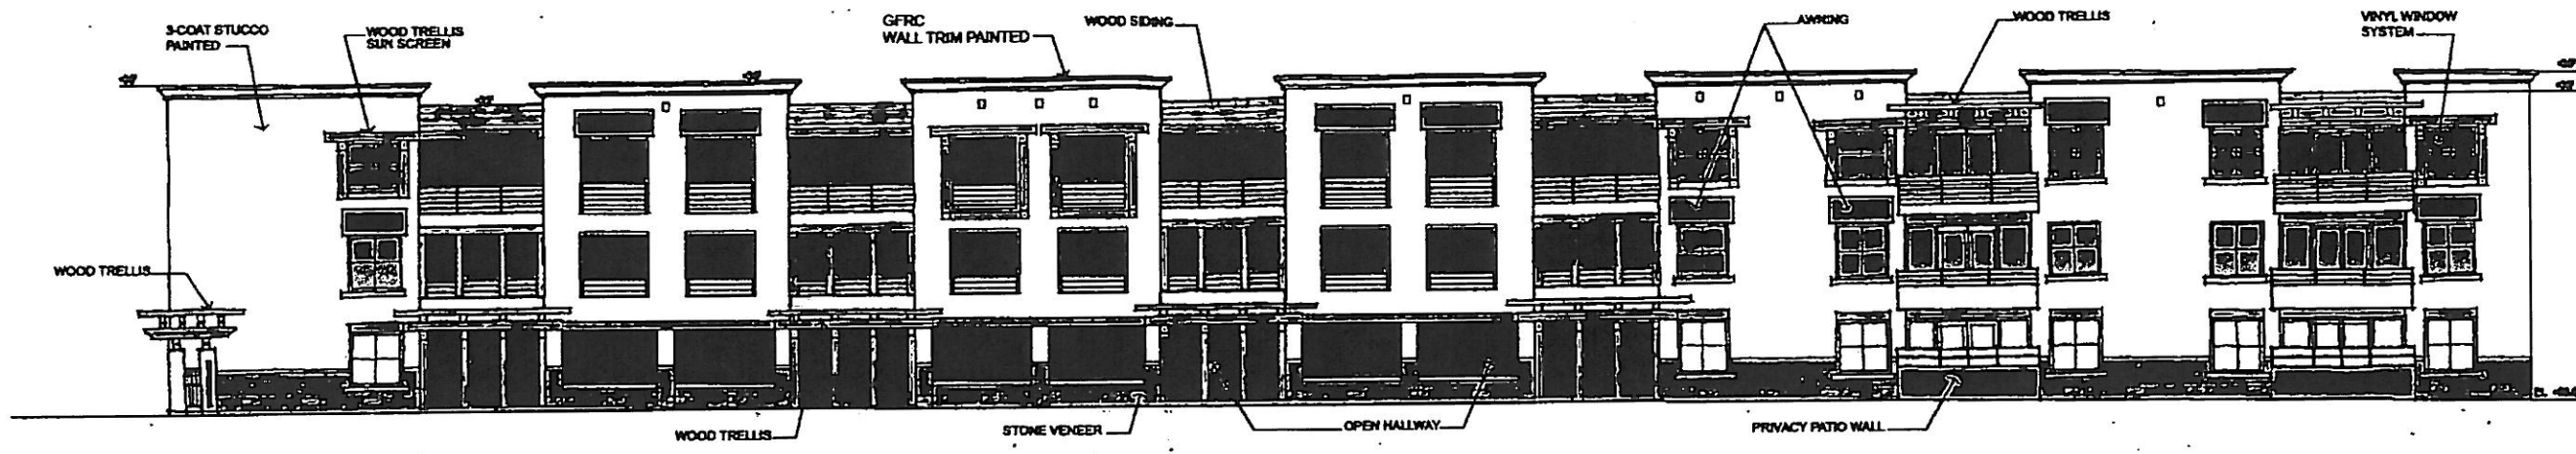 3-COAT STUCCO
PAINTED
WOOD TRELLIS
SUN SCREEN
GFRC
WALL TRIM PAINTED
WOOD SIDING
AWNING
WOOD TRELLIS
VINYL WINDOW
SYSTEM
WOOD TRELLIS
WOOD TRELLIS
STONE VENEER
OPEN HALLWAY
PRIVACY PATIO WALL